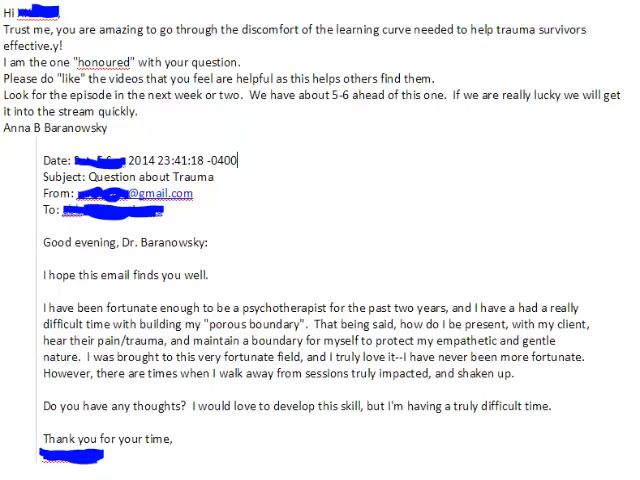 Hi
Trust me, you are amazing to go through the discomfort of the learning curve needed to help trauma survivors
effective.y!
I am the one "honoured" with your question.
Please do "like" the videos that you feel are helpful as this helps others find them.
Look for the episode in the next week or two.  We have about 5-6 ahead of this one.  If we are really lucky we will get
it into the stream quickly.
Anna B Baranowsky
Date: 2014 23:41:18 -0400
Subject: Question about Trauma
From: @gmail.com
To:
Good evening, Dr. Baranowsky:
I hope this email finds you well.
I have been fortunate enough to be a psychotherapist for the past two years, and I have a had a really
difficult time with building my "porous boundary".  That being said, how do I be present, with my client,
hear their pain/trauma, and maintain a boundary for myself to protect my empathetic and gentle
nature.  I was brought to this very fortunate field, and I truly love it--I have never been more fortunate.
However, there are times when I walk away from sessions truly impacted, and shaken up.
Do you have any thoughts?  I would love to develop this skill, but I'm having a truly difficult time.
Thank you for your time,